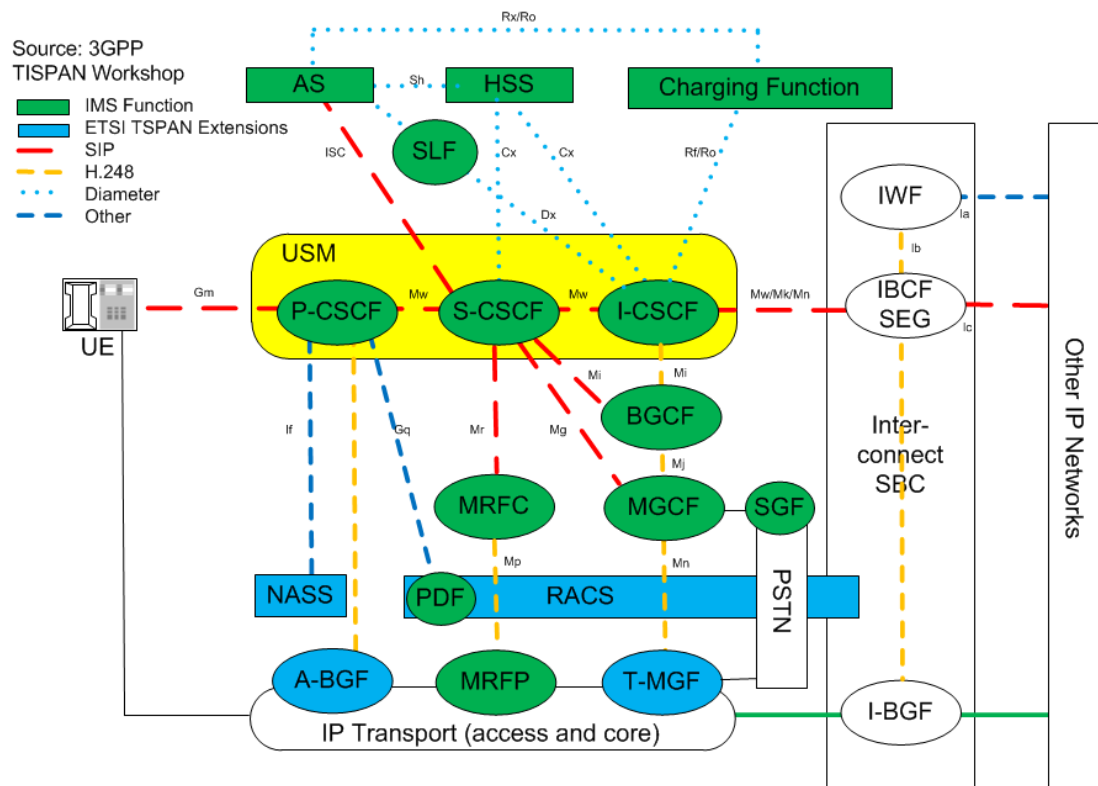 Rx/Ro
Source: 3GPP
TISPAN Workshop
IMS Function
ETSI TSPAN Extensions
SIP
H.248
Diameter
Other
AS
Sh
HSS
Charging Function
ISC
SLF
Cx
Cx
Rf/Ro
Dx
IWF
Ia
Ib
USM
UE
Gm
P-CSCF
Mw
S-CSCF
Mw
I-CSCF
Mw/Mk/Mn
IBCF
SEG
Ic
Mi
Mi
BGCF
If
Gq
Mr
Mg
Mj
Inter-
connect
SBC
Other IP Networks
MRFC
MGCF
SGF
Mp
Mn
NASS
PDF
RACS
PSTN
A-BGF
MRFP
T-MGF
I-BGF
IP Transport (access and core)